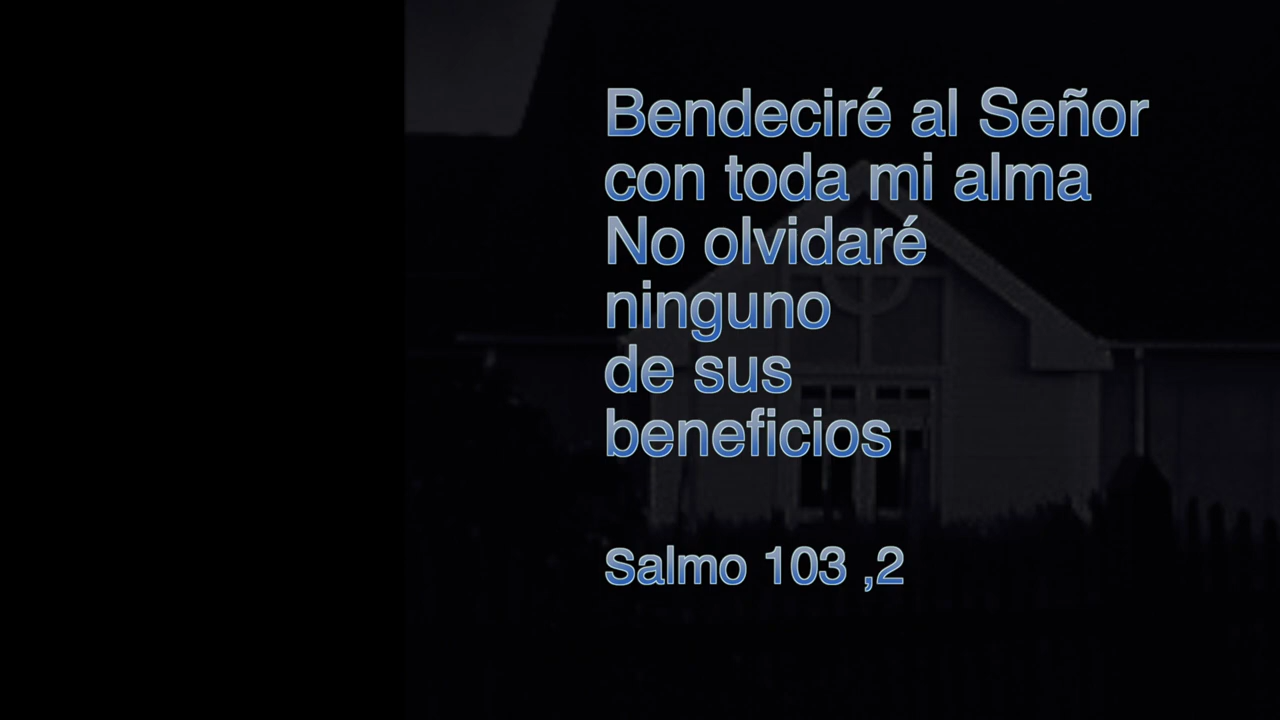 Bendeciré al Señor
con toda mi alma
No olvidaré
ninguno
de sus
beneficios
Salmo 103 ,2